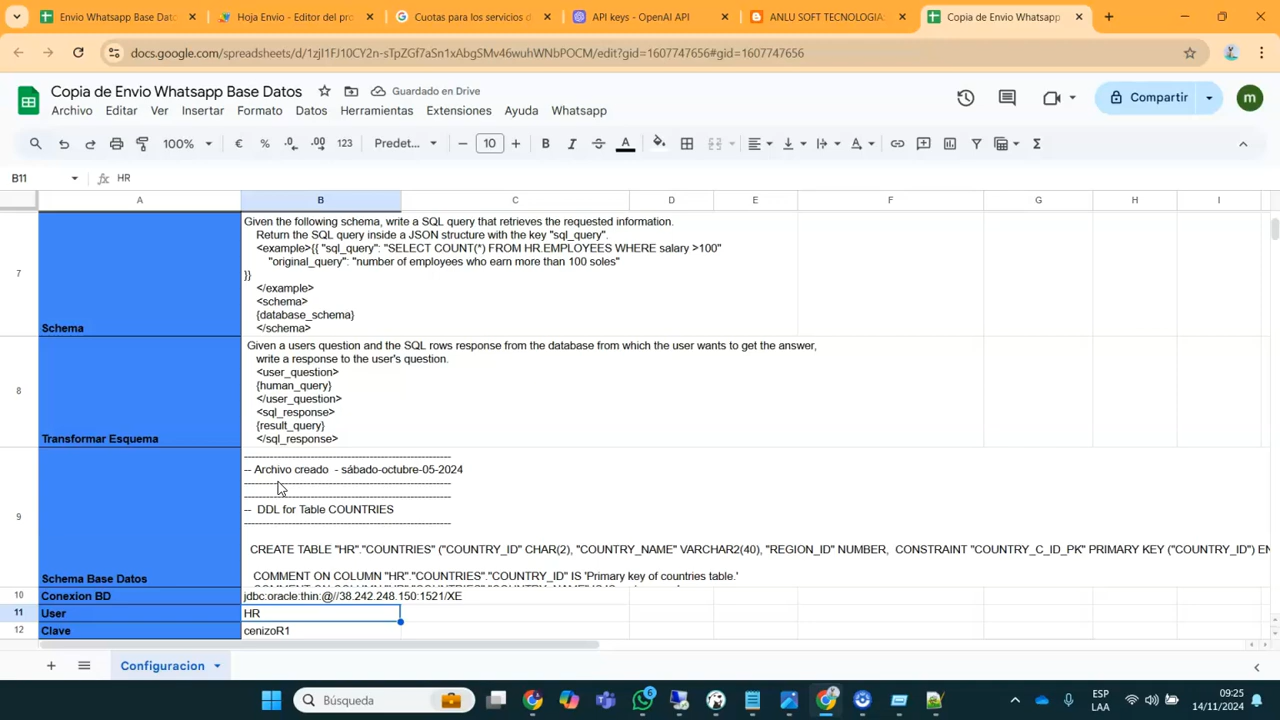 Envio Whatsapp Base Dato
Hoja Envio - Editor del pro
Cuotas para los servicios d
API keys - OpenAI API
ANLU SOFT TECNOLOGIA
Copia de Envio Whatsapp
docs.google.com/spreadsheets/d/1zjI1FJ10CY2n-sTpZGf7aSn1xAbgSMv46wuhWNbPOCM/edit?gid=1607747656#gid=1607747656
Copia de Envio Whatsapp Base Datos
Guardado en Drive
Archivo Editar Ver Insertar Formato Datos Herramientas Extensiones Ayuda Whatsapp
Compartir
m
100% € % 123 Predet... 10 B I S A
B11 fx HR
A B C D E F G H I
7
Schema
Given the following schema, write a SQL query that retrieves the requested information.
Return the SQL query inside a JSON structure with the key "sql_query".
<example>{{ "sql_query": "SELECT COUNT(*) FROM HR.EMPLOYEES WHERE salary >100"
"original_query": "number of employees who earn more than 100 soles"
}}
</example>
<schema>
{database_schema}
</schema>
8
Transformar Esquema
Given a users question and the SQL rows response from the database from which the user wants to get the answer,
write a response to the user's question.
<user_question>
{human_query}
</user_question>
<sql_response>
{result_query}
</sql_response>
9
Schema Base Datos
-- Archivo creado - sábado-octubre-05-2024
-- DDL for Table COUNTRIES
CREATE TABLE "HR"."COUNTRIES" ("COUNTRY_ID" CHAR(2), "COUNTRY_NAME" VARCHAR2(40), "REGION_ID" NUMBER, CONSTRAINT "COUNTRY_C_ID_PK" PRIMARY KEY ("COUNTRY_ID") EN
COMMENT ON COLUMN "HR"."COUNTRIES"."COUNTRY_ID" IS 'Primary key of countries table.'
10 Conexion BD jdbc:oracle:thin:@//38.242.248.150:1521/XE
11 User HR
12 Clave cenizoR1
Configuracion
Búsqueda
6
ESP
LAA
09:25
14/11/2024